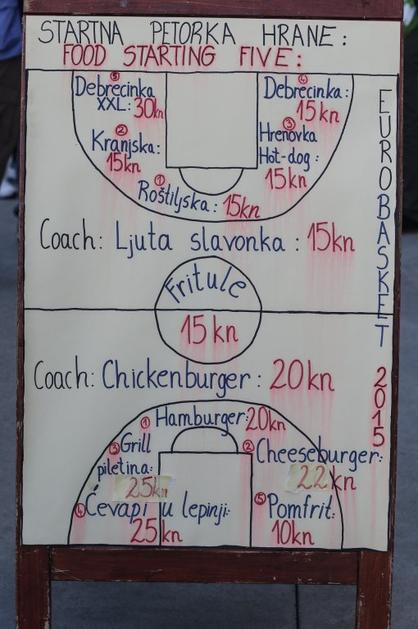 STARTNA PETORKA HRANE:
FOOD STARTING FIVE:
EUROBASKET 2015
⑤
Debrecinka
XXL: 30kn
④
Debrecinka:
15kn
②
Kranjska:
15kn
③
Hrenovka
Hot-dog:
15kn
①
Roštiljska: 15kn
Coach: Ljuta slavonka: 15kn
Fritule
15 kn
Coach: Chickenburger: 20kn
① Hamburger: 20kn
③ Grill
piletina:
25kn
② Cheeseburger:
22kn
④ Ćevapi u lepinji:
25kn
⑤ Pomfrit:
10kn